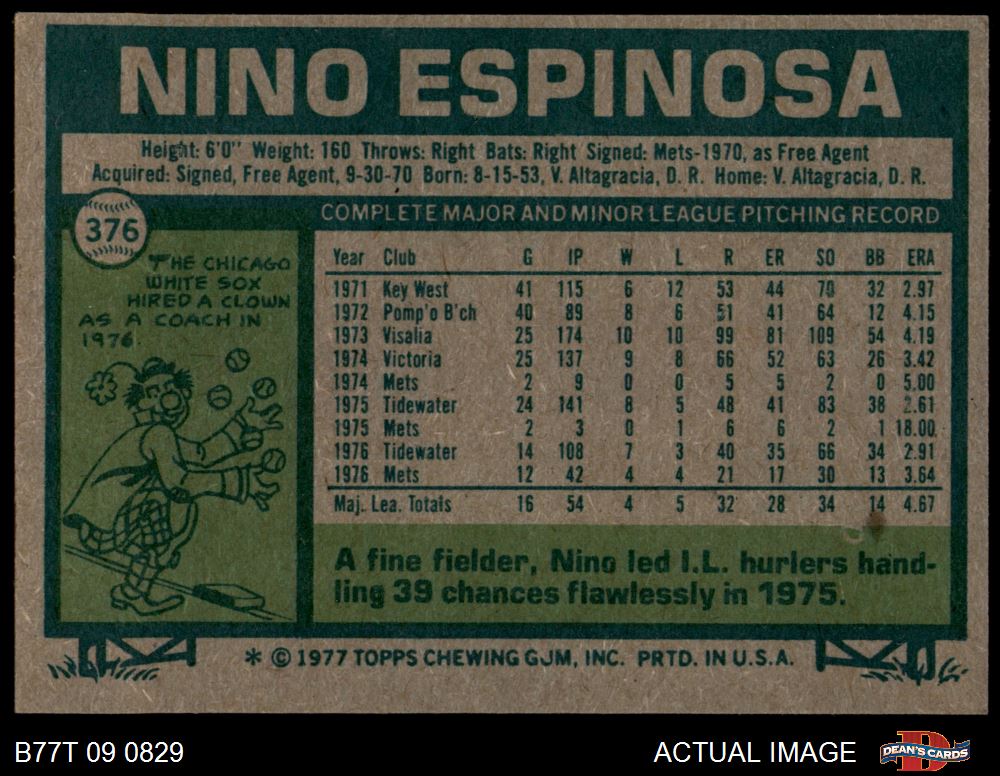 NINO ESPINOSA
Height: 6'0" Weight: 160 Throws: Right Bats: Right Signed: Mets-1970, as Free Agent
Acquired: Signed, Free Agent, 9-30-70 Born: 8-15-53, V. Altagracia, D. R. Home: V. Altagracia, D. R.
376
THE CHICAGO
WHITE SOX
HIRED A CLOWN
AS A COACH IN
1976.
COMPLETE MAJOR AND MINOR LEAGUE PITCHING RECORD
Year Club G IP W L R ER SO BB ERA
1971 Key West 41 115 6 12 53 44 70 32 2.97
1972 Pomp'o B'ch 40 89 8 6 51 41 64 12 4.15
1973 Visalia 25 174 10 10 99 81 109 54 4.19
1974 Victoria 25 137 9 8 66 52 63 26 3.42
1974 Mets 2 9 0 0 5 5 2 0 5.00
1975 Tidewater 24 141 8 5 48 41 83 38 2.61
1975 Mets 2 3 0 1 6 6 2 1 18.00
1976 Tidewater 14 108 7 3 40 35 66 34 2.91
1976 Mets 12 42 4 4 21 17 30 13 3.64
Maj. Lea. Totals 16 54 4 5 32 28 34 14 4.67
A fine fielder, Nino led I.L. hurlers hand-
ling 39 chances flawlessly in 1975.
* © 1977 TOPPS CHEWING GUM, INC. PRTD. IN U.S.A.
B77T 09 0829
ACTUAL IMAGE
DEAN'S CARDS